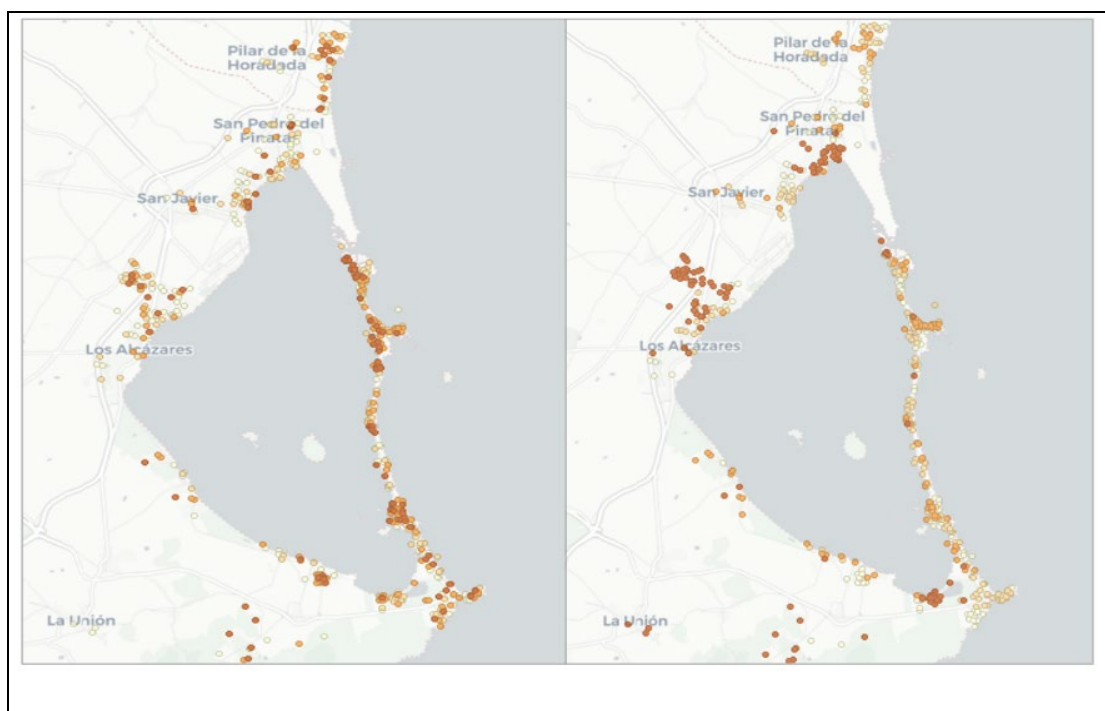 Pilar de la
Horadada
San Pedro del
Pinatar
San Javier
Los Alcázares
La Unión
Pilar de la
Horadada
San Pedro del
Pinatar
San Javier
Los Alcázares
La Unión